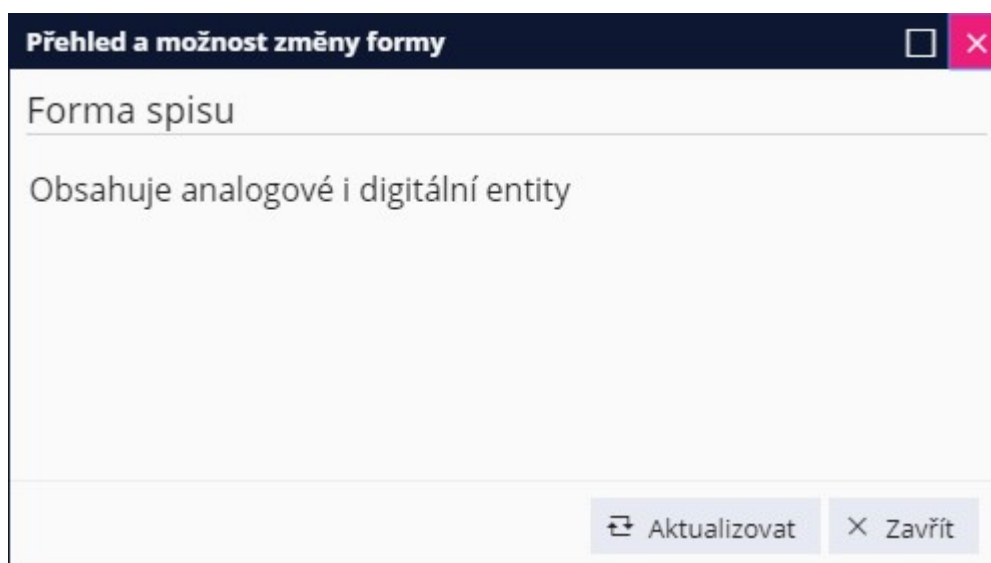 Přehled a možnost změny formy
Forma spisu
Obsahuje analogové i digitální entity
Aktualizovat
Zavřít